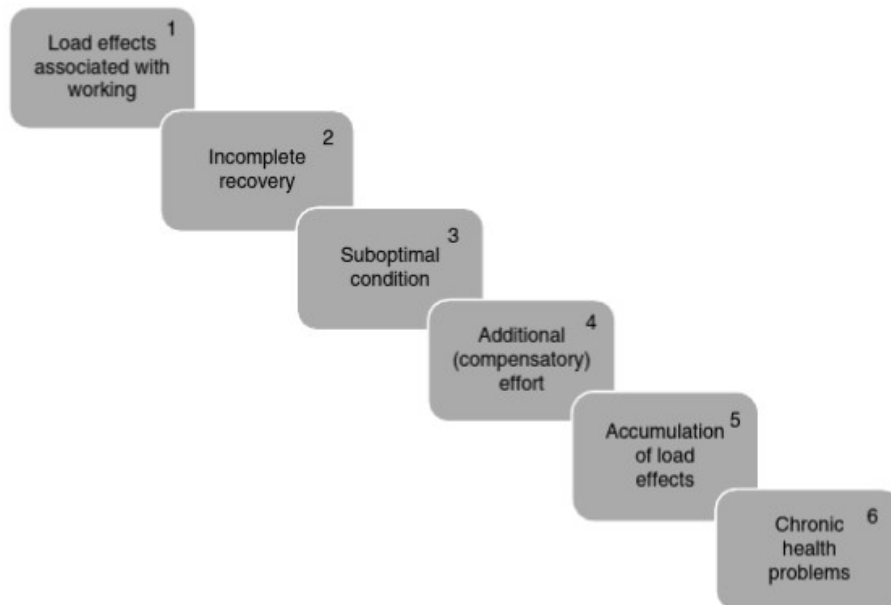 1
Load effects
associated with
working
2
Incomplete
recovery
3
Suboptimal
condition
4
Additional
(compensatory)
effort
5
Accumulation
of load
effects
6
Chronic
health
problems